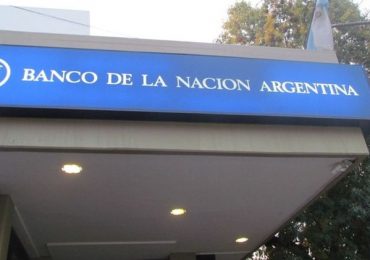 BANCO DE LA NACION ARGENTINA